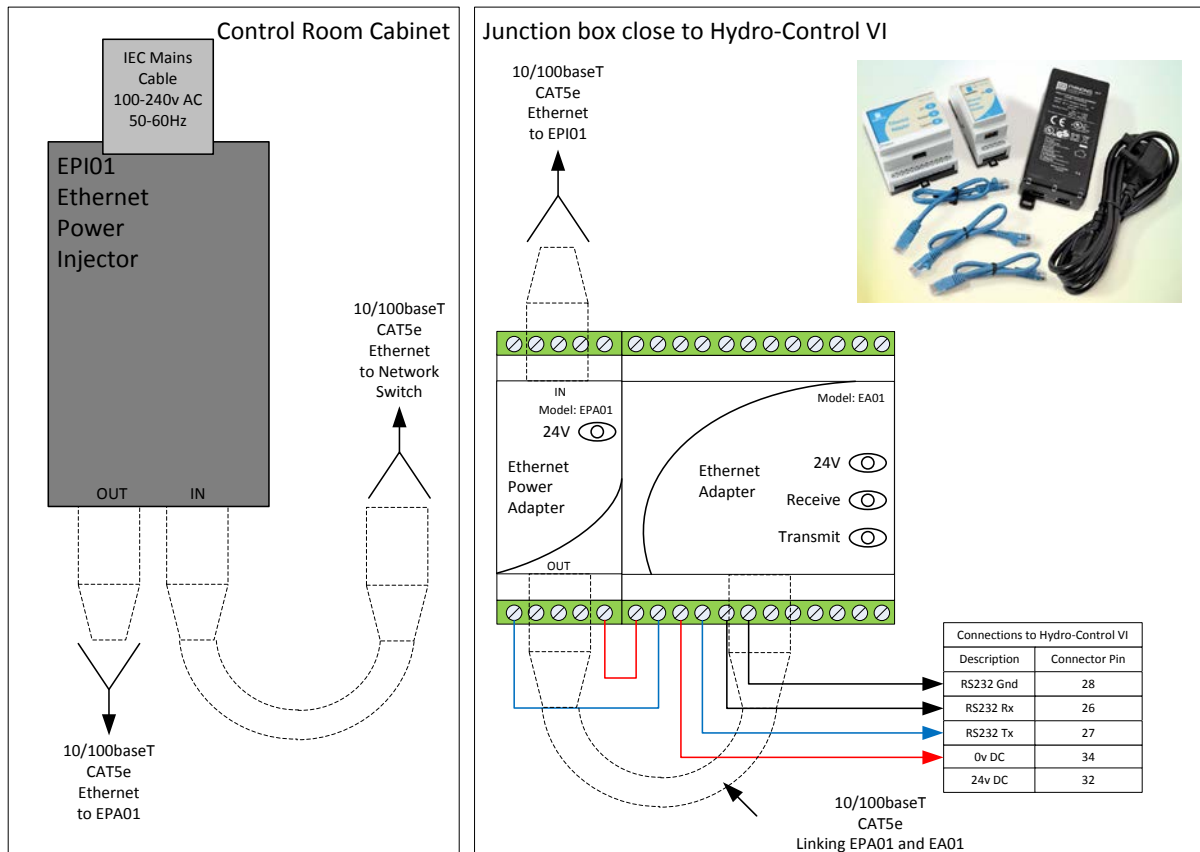 Control Room Cabinet
IEC Mains
Cable
100-240v AC
50-60Hz
EPI01
Ethernet
Power
Injector
OUT
IN
10/100baseT
CAT5e
Ethernet
to Network
Switch
10/100baseT
CAT5e
Ethernet
to EPA01
Junction box close to Hydro-Control VI
10/100baseT
CAT5e
Ethernet
to EPI01
IN
Model: EPA01
24V
Ethernet
Power
Adapter
OUT
Model: EA01
Ethernet
Adapter
24V
Receive
Transmit
Connections to Hydro-Control VI
Description Connector Pin
RS232 Gnd 28
RS232 Rx 26
RS232 Tx 27
0v DC 34
24v DC 32
10/100baseT
CAT5e
Linking EPA01 and EA01